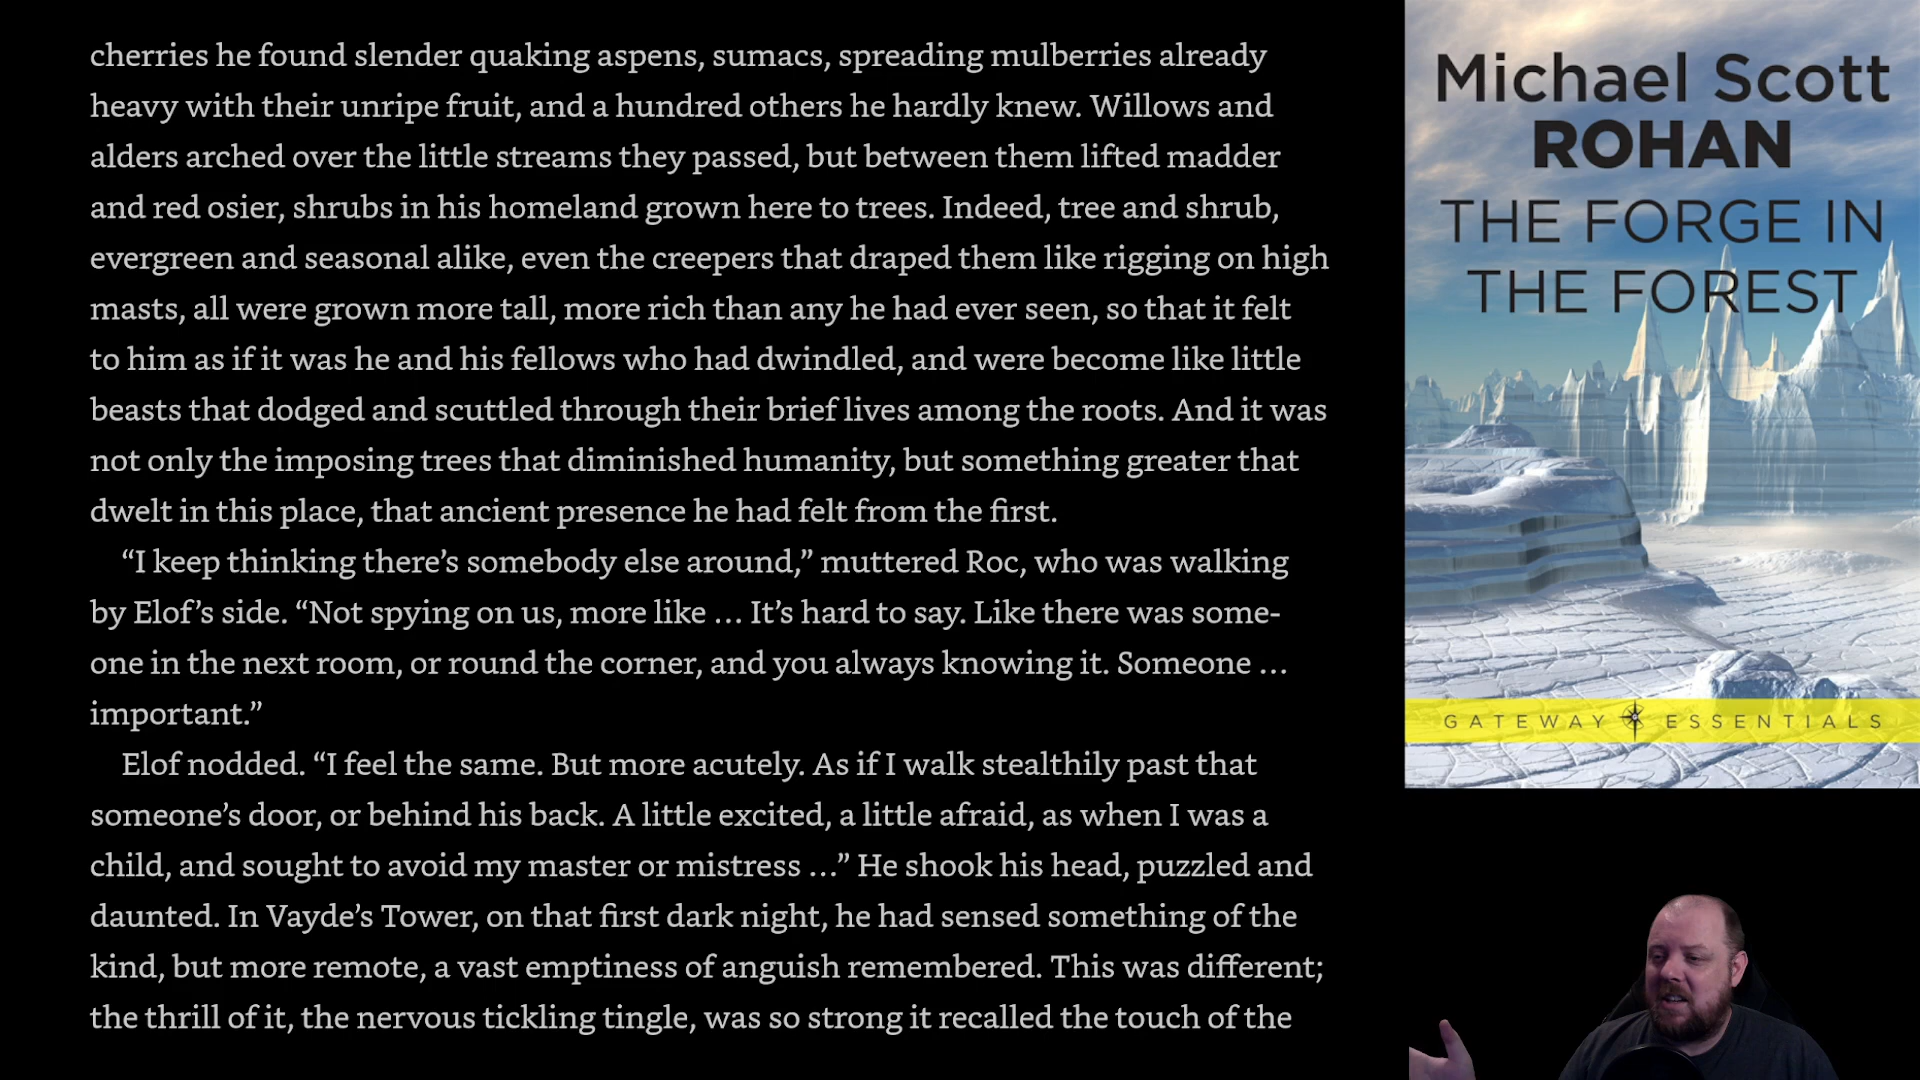 cherries he found slender quaking aspens, sumacs, spreading mulberries already
heavy with their unripe fruit, and a hundred others he hardly knew. Willows and
alders arched over the little streams they passed, but between them lifted madder
and red osier, shrubs in his homeland grown here to trees. Indeed, tree and shrub,
evergreen and seasonal alike, even the creepers that draped them like rigging on high
masts, all were grown more tall, more rich than any he had ever seen, so that it felt
to him as if it was he and his fellows who had dwindled, and were become like little
beasts that dodged and scuttled through their brief lives among the roots. And it was
not only the imposing trees that diminished humanity, but something greater that
dwelt in this place, that ancient presence he had felt from the first.
“I keep thinking there’s somebody else around,” muttered Roc, who was walking
by Elof’s side. “Not spying on us, more like … It’s hard to say. Like there was some-
one in the next room, or round the corner, and you always knowing it. Someone …
important.”
Elof nodded. “I feel the same. But more acutely. As if I walk stealthily past that
someone’s door, or behind his back. A little excited, a little afraid, as when I was a
child, and sought to avoid my master or mistress …” He shook his head, puzzled and
daunted. In Vayde’s Tower, on that first dark night, he had sensed something of the
kind, but more remote, a vast emptiness of anguish remembered. This was different;
the thrill of it, the nervous tickling tingle, was so strong it recalled the touch of the
Michael Scott
ROHAN
THE FORGE IN
THE FOREST
GATEWAY ESSENTIALS